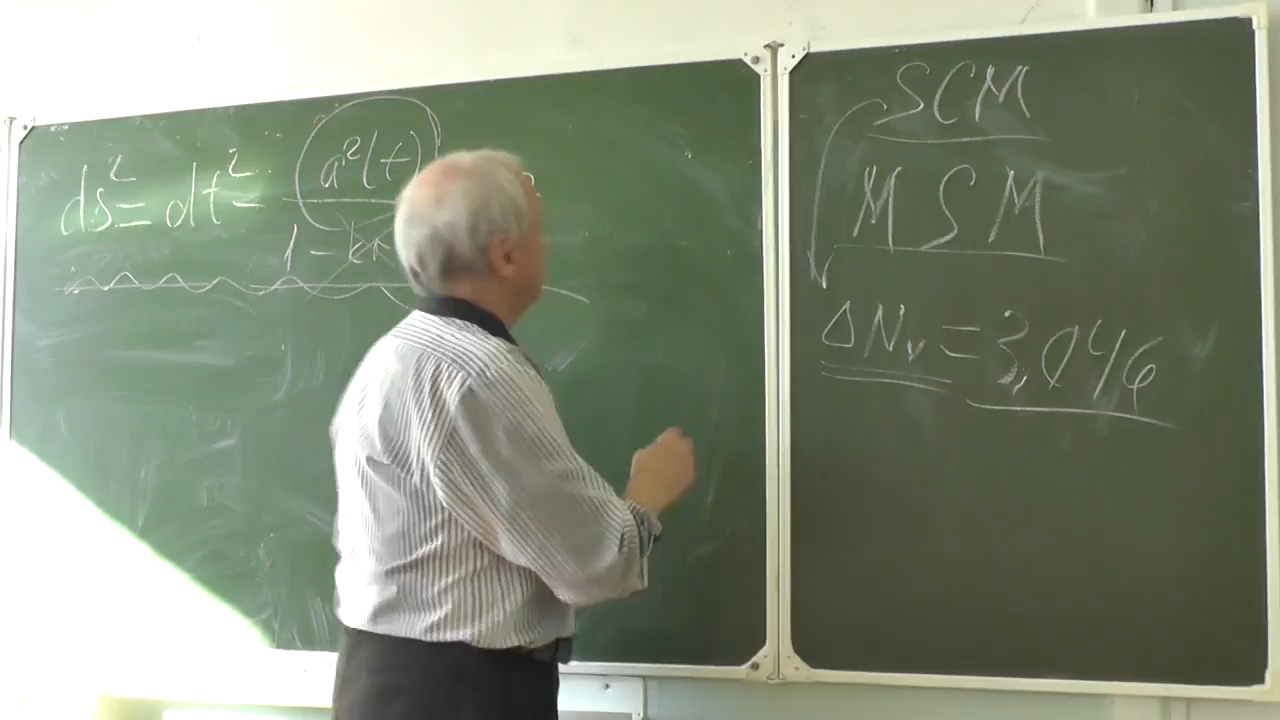 ds² = dt² - a²(t)
1 - kr
SCM
MSM
ΔNν = 3,046